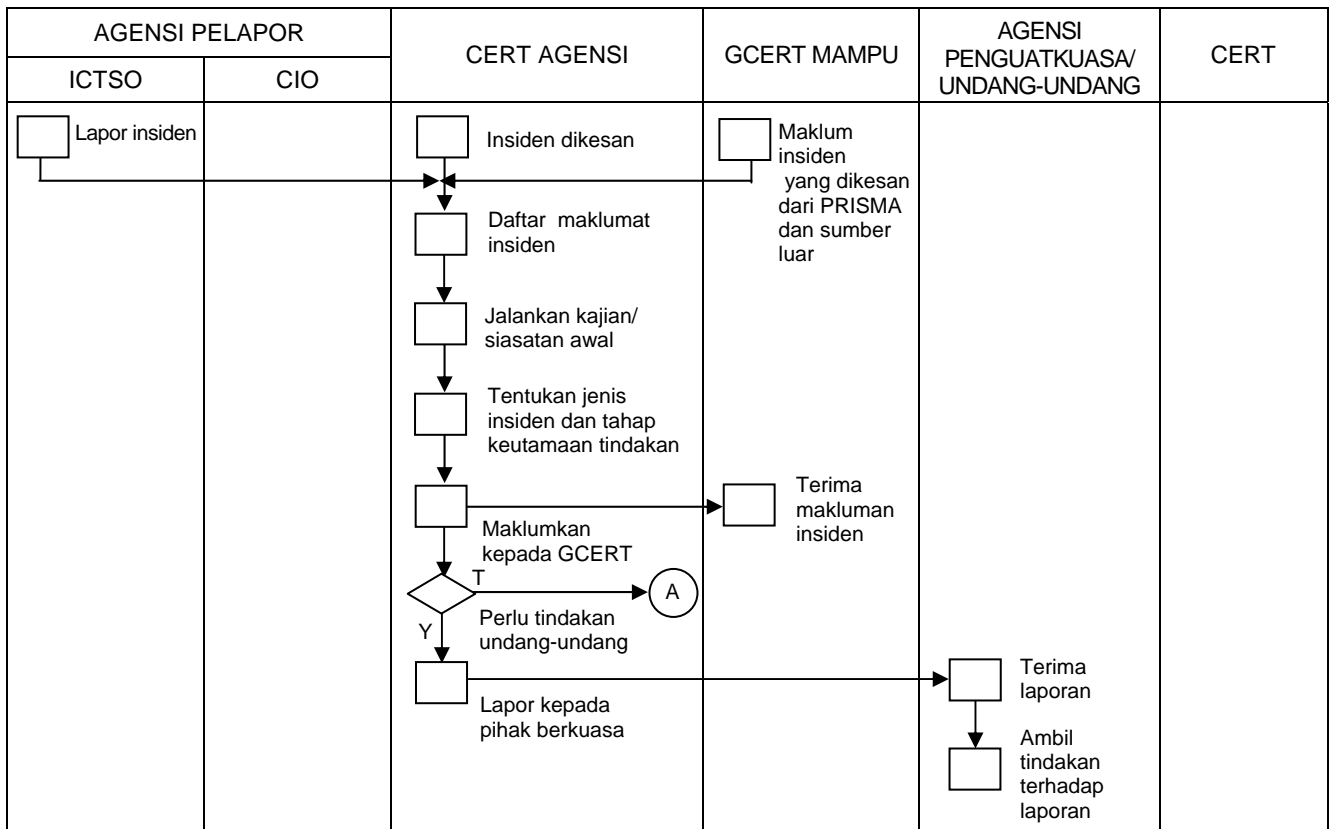 AGENSI PELAPOR
ICTSO
CIO
CERT AGENSI
GCERT MAMPU
AGENSI
PENGUATKUASA/
UNDANG-UNDANG
CERT
Lapor insiden
Insiden dikesan
Maklum
insiden
yang dikesan
dari PRISMA
dan sumber
luar
Daftar maklumat
insiden
Jalankan kajian/
siasatan awal
Tentukan jenis
insiden dan tahap
keutamaan tindakan
Maklumkan
kepada GCERT
Terima
makluman
insiden
T
A
Perlu tindakan
undang-undang
Y
Lapor kepada
pihak berkuasa
Terima
laporan
Ambil
tindakan
terhadap
laporan